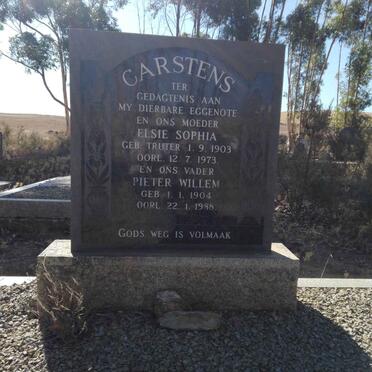 CARSTENS
TER
GEDAGTENIS AAN
MY DIERBARE EGGENOTE
EN ONS MOEDER
ELSIE SOPHIA
GEB. TRUTER 1.9.1903
OORL. 12.7.1973.
EN ONS VADER
PIETER WILLEM
GEB. 1.1.1904.
OORL. 22.1.1988.
GODS WEG IS VOLMAAK